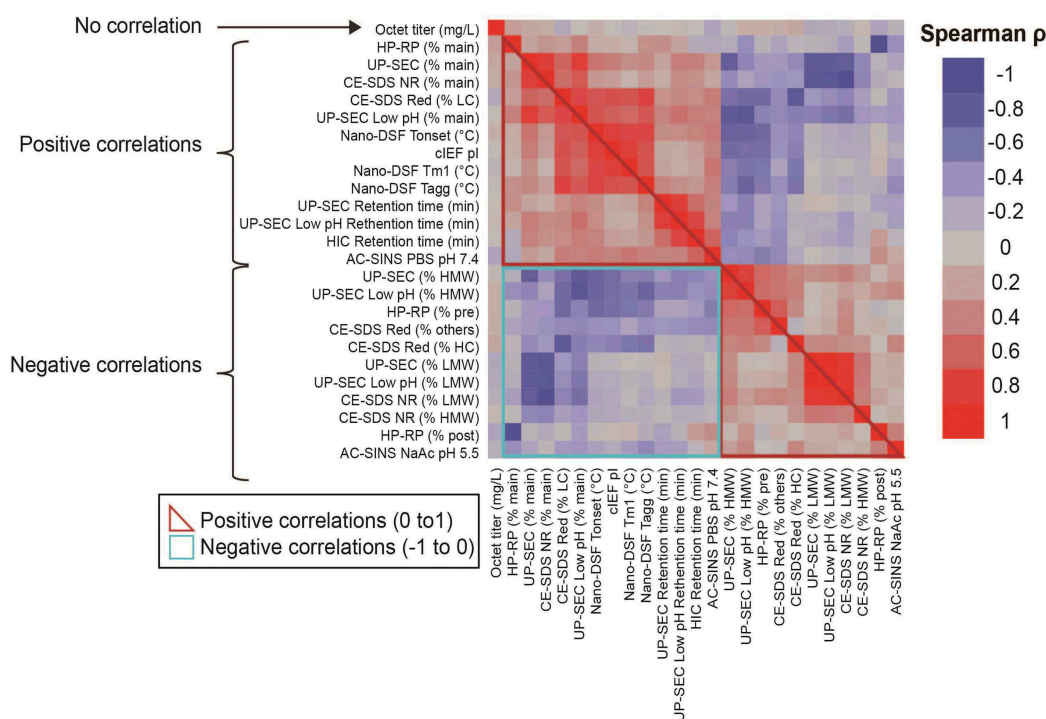 No correlation
Positive correlations
Negative correlations
Octet titer (mg/L)
HP-RP (% main)
UP-SEC (% main)
CE-SDS NR (% main)
CE-SDS Red (% LC)
UP-SEC Low pH (% main)
Nano-DSF Tonset (°C)
cIEF pI
Nano-DSF Tm1 (°C)
Nano-DSF Tagg (°C)
UP-SEC Retention time (min)
UP-SEC Low pH Rethention time (min)
HIC Retention time (min)
AC-SINS PBS pH 7.4
UP-SEC (% HMW)
UP-SEC Low pH (% HMW)
HP-RP (% pre)
CE-SDS Red (% others)
CE-SDS Red (% HC)
UP-SEC (% LMW)
UP-SEC Low pH (% LMW)
CE-SDS NR (% LMW)
CE-SDS NR (% HMW)
HP-RP (% post)
AC-SINS NaAc pH 5.5
Spearman ρ
-1
-0.8
-0.6
-0.4
-0.2
0
0.2
0.4
0.6
0.8
1
Positive correlations (0 to1)
Negative correlations (-1 to 0)
Octet titer (mg/L)
HP-RP (% main)
UP-SEC (% main)
CE-SDS NR (% main)
CE-SDS Red (% LC)
UP-SEC Low pH (% main)
Nano-DSF Tonset (°C)
cIEF pI
Nano-DSF Tm1 (°C)
Nano-DSF Tagg (°C)
UP-SEC Retention time (min)
UP-SEC Low pH Rethention time (min)
HIC Retention time (min)
AC-SINS PBS pH 7.4
UP-SEC (% HMW)
UP-SEC Low pH (% HMW)
HP-RP (% pre)
CE-SDS Red (% others)
CE-SDS Red (% HC)
UP-SEC (% LMW)
UP-SEC Low pH (% LMW)
CE-SDS NR (% LMW)
CE-SDS NR (% HMW)
HP-RP (% post)
AC-SINS NaAc pH 5.5